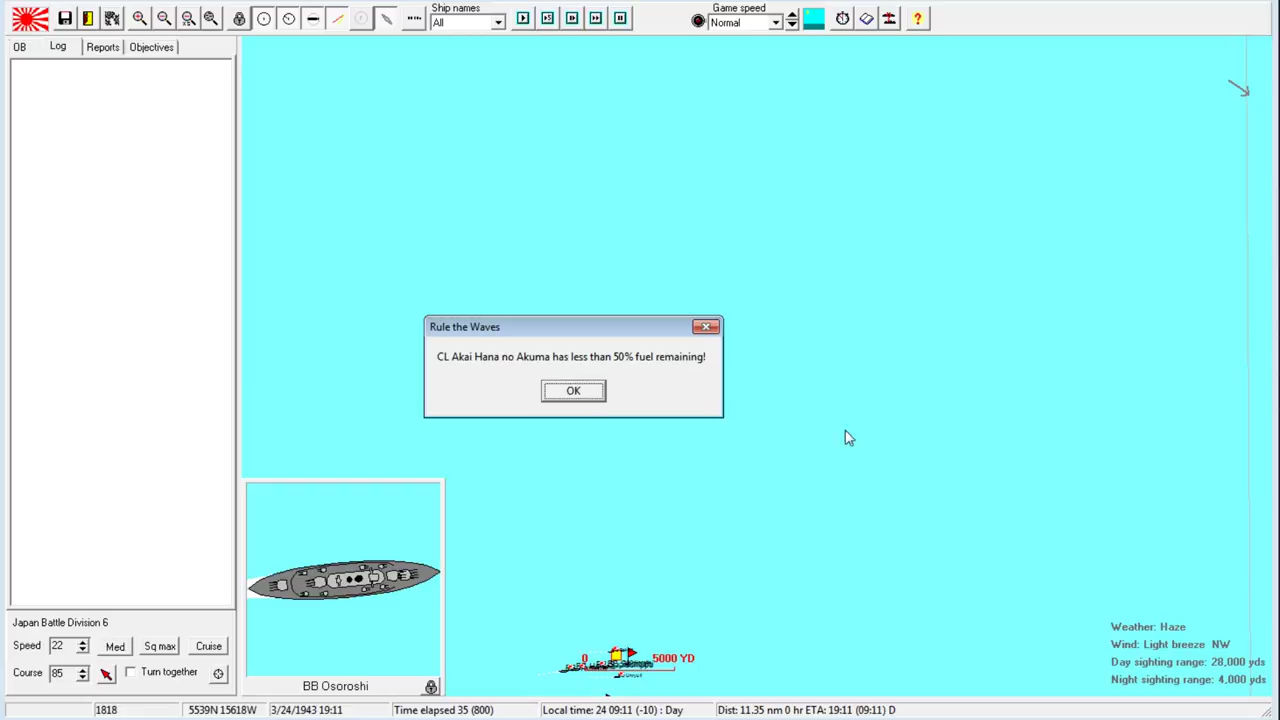 Ship names
Game speed
All
Normal
OB
Log
Reports
Objectives
Rule the Waves
CL Akai Hana no Akuma has less than 50% fuel remaining!
OK
Japan Battle Division 6
Speed
22
Med
Sq max
Cruise
Course
85
Turn together
BB Osoroshi
0
5000 YD
Weather: Haze
Wind: Light breeze NW
Day sighting range: 28,000 yds
Night sighting range: 4,000 yds
1818
5539N 15618W
3/24/1943 19:11
Time elapsed 35 (800)
Local time: 24 09:11 (-10) : Day
Dist: 11.35 nm 0 hr ETA: 19:11 (09:11) D